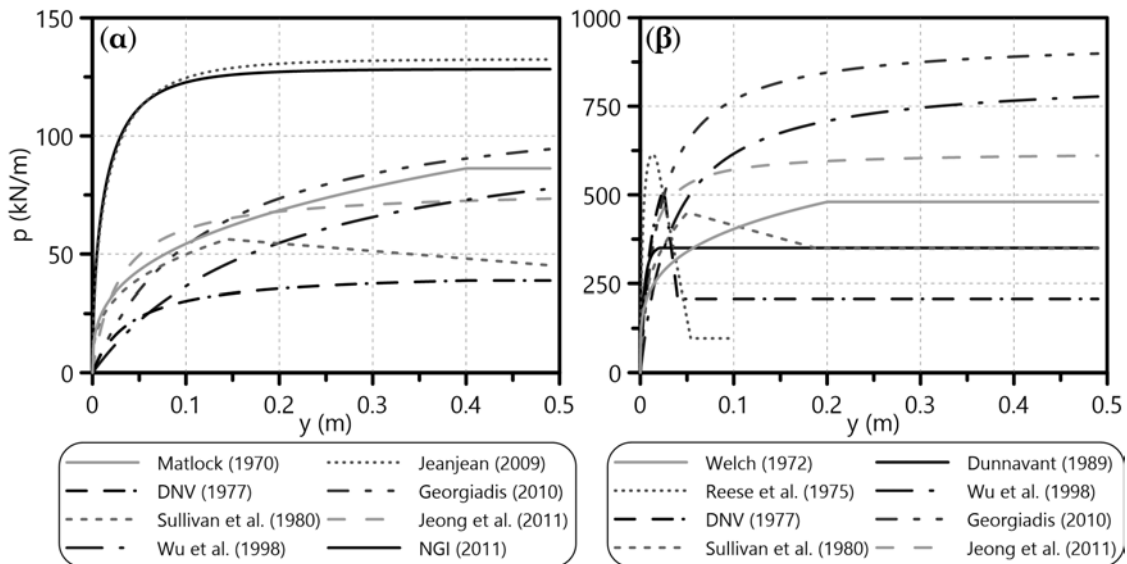 (α)
150
100
50
0
p (kN/m)
0 0.1 0.2 0.3 0.4 0.5
y (m)
(β)
1000
750
500
250
0
0 0.1 0.2 0.3 0.4 0.5
y (m)
Matlock (1970)
DNV (1977)
Sullivan et al. (1980)
Wu et al. (1998)
Jeanjean (2009)
Georgiadis (2010)
Jeong et al. (2011)
NGI (2011)
Welch (1972)
Reese et al. (1975)
DNV (1977)
Sullivan et al. (1980)
Dunnavant (1989)
Wu et al. (1998)
Georgiadis (2010)
Jeong et al. (2011)